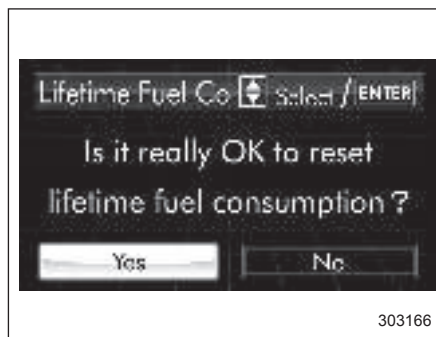 Lifetime Fuel Co Select / ENTER
Is it really OK to reset
lifetime fuel consumption ?
Yes No
303166